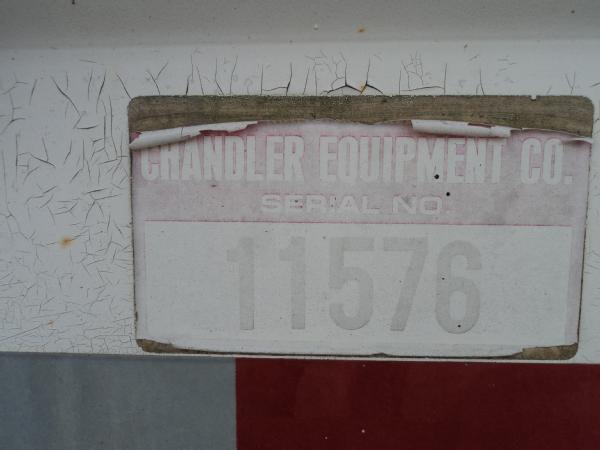 CHANDLER EQUIPMENT CO.
SERIAL NO.
11576